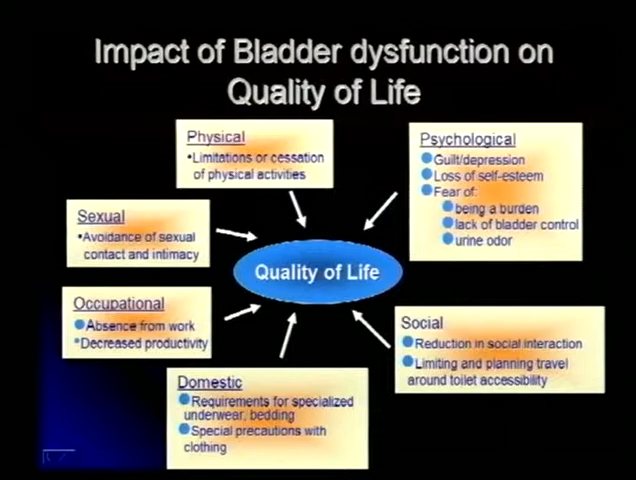 Impact of Bladder dysfunction on
Quality of Life
Physical
•Limitations or cessation
of physical activities
Psychological
Guilt/depression
Loss of self-esteem
Fear of:
being a burden
lack of bladder control
urine odor
Sexual
•Avoidance of sexual
contact and intimacy
Quality of Life
Occupational
Absence from work
•Decreased productivity
Social
Reduction in social interaction
Limiting and planning travel
around toilet accessibility
Domestic
Requirements for specialized
underwear, bedding
Special precautions with
clothing